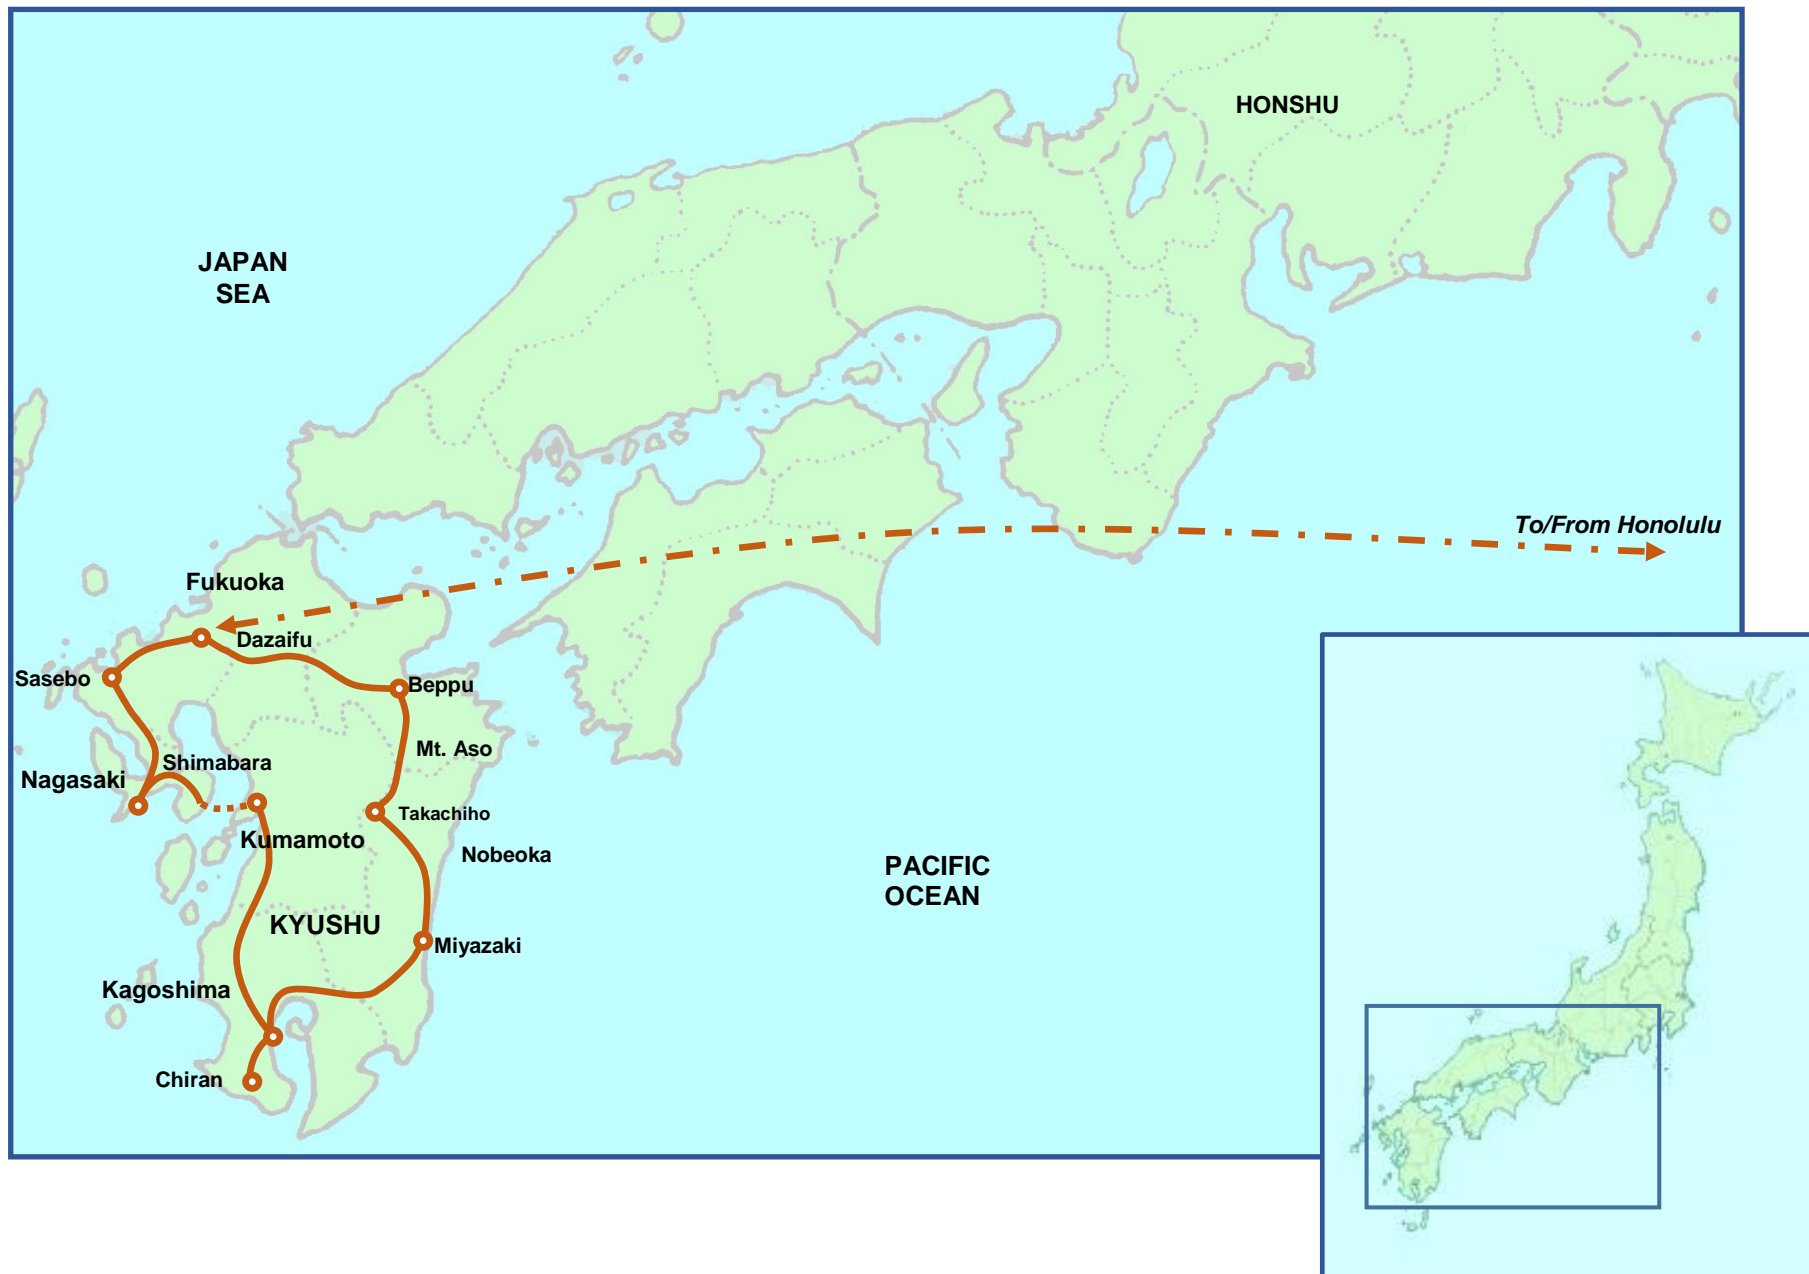 HONSHU
JAPAN
SEA
To/From Honolulu
Fukuoka
Dazaifu
Sasebo
Beppu
Mt. Aso
Shimabara
Nagasaki
Takachiho
Kumamoto
Nobeoka
PACIFIC
OCEAN
KYUSHU
Miyazaki
Kagoshima
Chiran